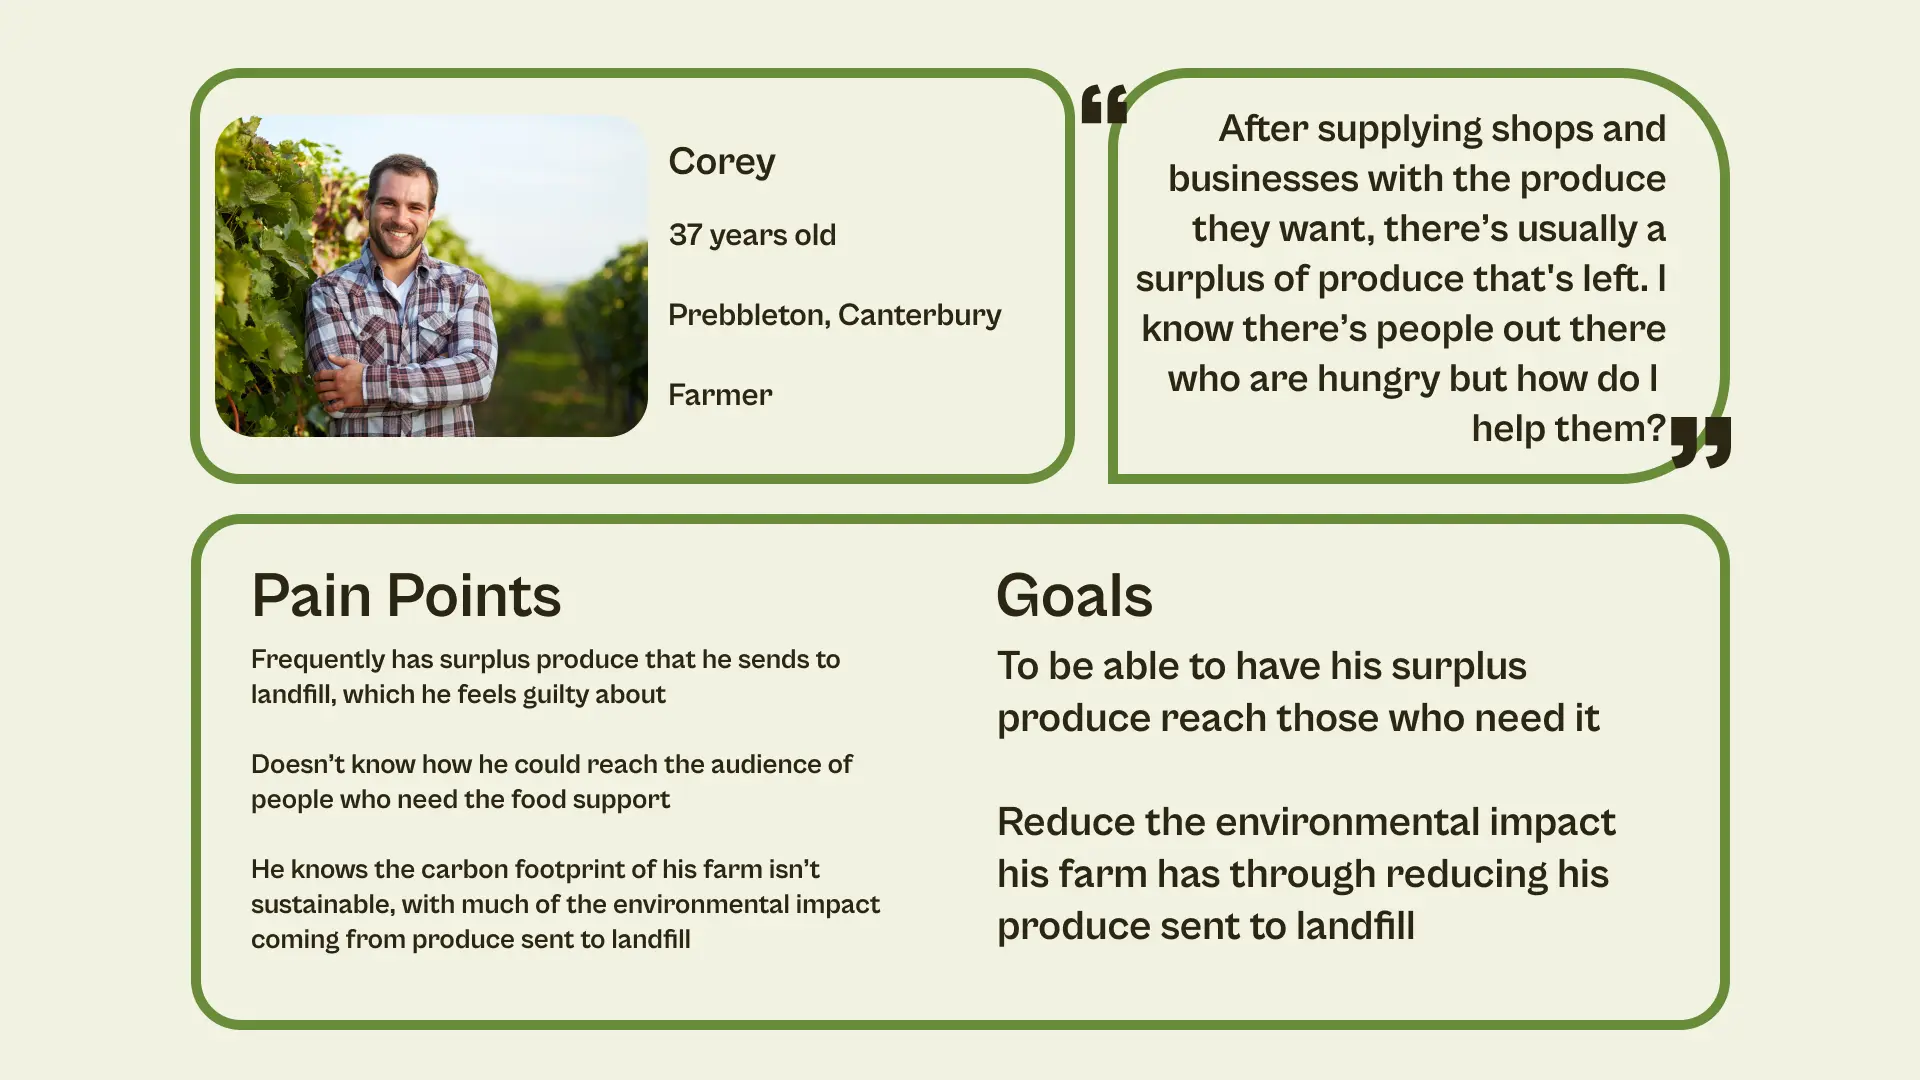 Corey
37 years old
Prebbleton, Canterbury
Farmer
“
After supplying shops and
businesses with the produce
they want, there’s usually a
surplus of produce that's left. I
know there’s people out there
who are hungry but how do I
help them?”
Pain Points
Frequently has surplus produce that he sends to
landfill, which he feels guilty about
Doesn’t know how he could reach the audience of
people who need the food support
He knows the carbon footprint of his farm isn’t
sustainable, with much of the environmental impact
coming from produce sent to landfill
Goals
To be able to have his surplus
produce reach those who need it
Reduce the environmental impact
his farm has through reducing his
produce sent to landfill